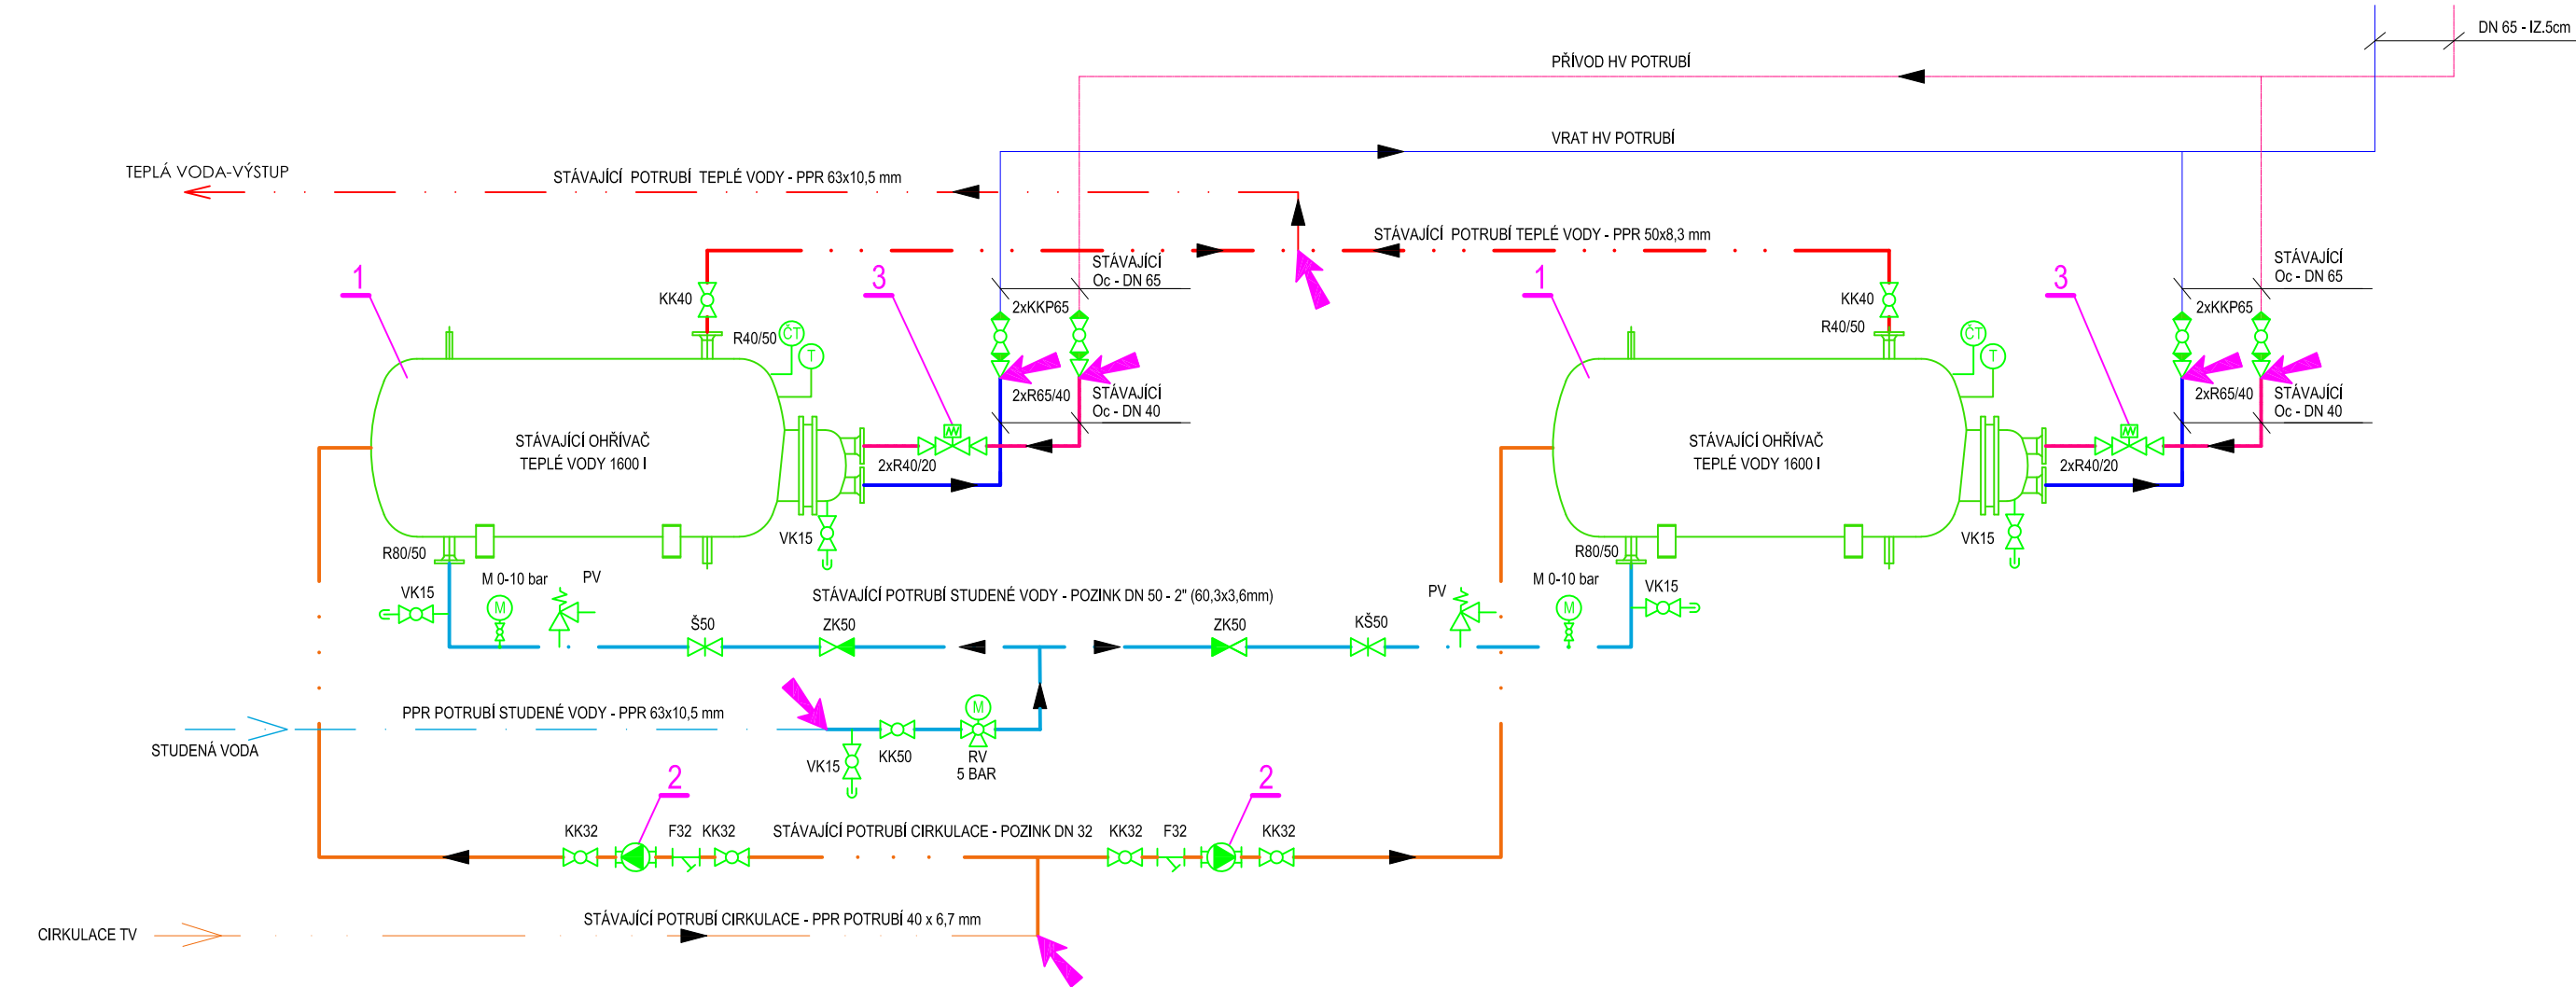 DN 65 - IZ.5cm
PŘÍVOD HV POTRUBÍ
VRAT HV POTRUBÍ
TEPLÁ VODA-VÝSTUP
STÁVAJÍCÍ POTRUBÍ TEPLÉ VODY - PPR 63x10,5 mm
STÁVAJÍCÍ POTRUBÍ TEPLÉ VODY - PPR 50x8,3 mm
1
KK40
R40/50
ČT
T
3
STÁVAJÍCÍ
Oc - DN 65
2xKKP65
2xR65/40
STÁVAJÍCÍ
Oc - DN 40
2xR40/20
STÁVAJÍCÍ OHŘÍVAČ
TEPLÉ VODY 1600 l
VK15
R80/50
1
KK40
R40/50
ČT
T
3
STÁVAJÍCÍ
Oc - DN 65
2xKKP65
2xR65/40
STÁVAJÍCÍ
Oc - DN 40
2xR40/20
STÁVAJÍCÍ OHŘÍVAČ
TEPLÉ VODY 1600 l
VK15
R80/50
VK15
M 0-10 bar
M
PV
STÁVAJÍCÍ POTRUBÍ STUDENÉ VODY - POZINK DN 50 - 2" (60,3x3,6mm)
Š50
ZK50
ZK50
KŠ50
PV
M 0-10 bar
M
VK15
PPR POTRUBÍ STUDENÉ VODY - PPR 63x10,5 mm
STUDENÁ VODA
VK15
KK50
M
RV
5 BAR
2
KK32
F32
KK32
STÁVAJÍCÍ POTRUBÍ CIRKULACE - POZINK DN 32
2
KK32
F32
KK32
STÁVAJÍCÍ POTRUBÍ CIRKULACE - PPR POTRUBÍ 40 x 6,7 mm
CIRKULACE TV